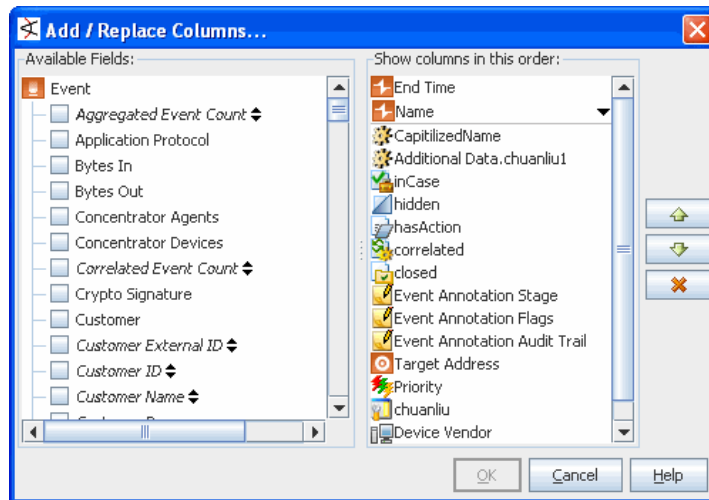 Add / Replace Columns...
Available Fields:
Event
Aggregated Event Count
Application Protocol
Bytes In
Bytes Out
Concentrator Agents
Concentrator Devices
Correlated Event Count
Crypto Signature
Customer
Customer External ID
Customer ID
Customer Name
Show columns in this order:
End Time
Name
CapitilizedName
Additional Data.chuanliu1
inCase
hidden
hasAction
correlated
closed
Event Annotation Stage
Event Annotation Flags
Event Annotation Audit Trail
Target Address
Priority
chuanliu
Device Vendor
OK
Cancel
Help